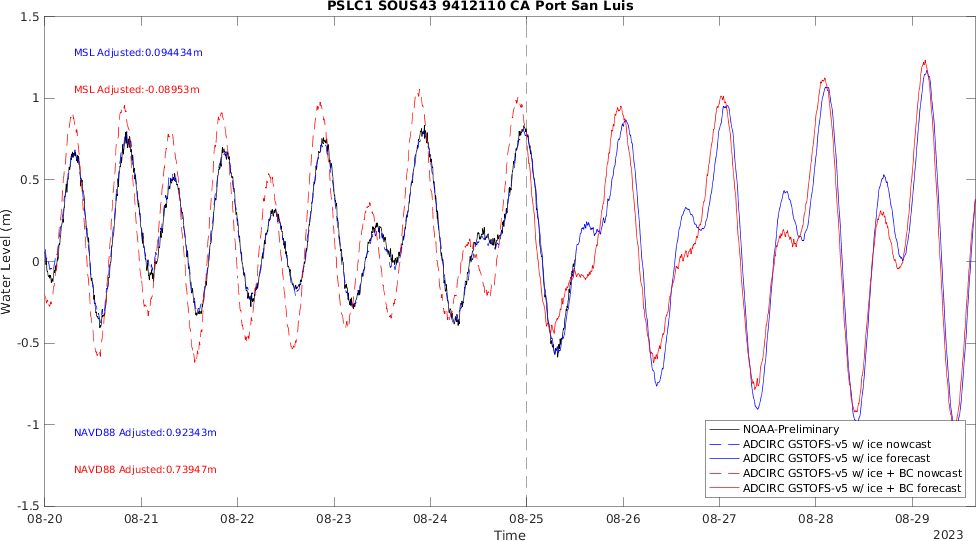 PSLC1 SOUS43 9412110 CA Port San Luis
1.5
MSL Adjusted:0.094434m
MSL Adjusted:-0.08953m
1
0.5
Water Level (m)
0
-0.5
-1
NAVD88 Adjusted:0.92343m
NAVD88 Adjusted:0.73947m
NOAA-Preliminary
ADCIRC GSTOFS-v5 w/ ice nowcast
ADCIRC GSTOFS-v5 w/ ice forecast
ADCIRC GSTOFS-v5 w/ ice + BC nowcast
ADCIRC GSTOFS-v5 w/ ice + BC forecast
-1.5
08-20 08-21 08-22 08-23 08-24 08-25 08-26 08-27 08-28 08-29
Time
2023